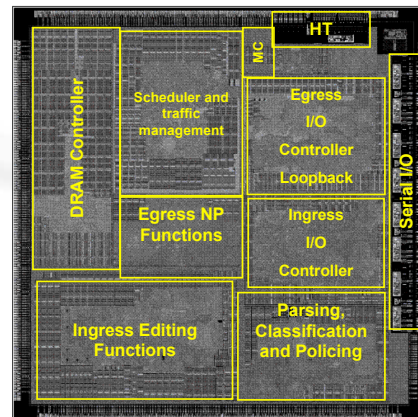 HT
MC
DRAM Controller
Scheduler and
traffic
management
Egress
I/O
Controller
Loopback
Serial I/O
Egress NP
Functions
Ingress
I/O
Controller
Ingress Editing
Functions
Parsing,
Classification
and Policing